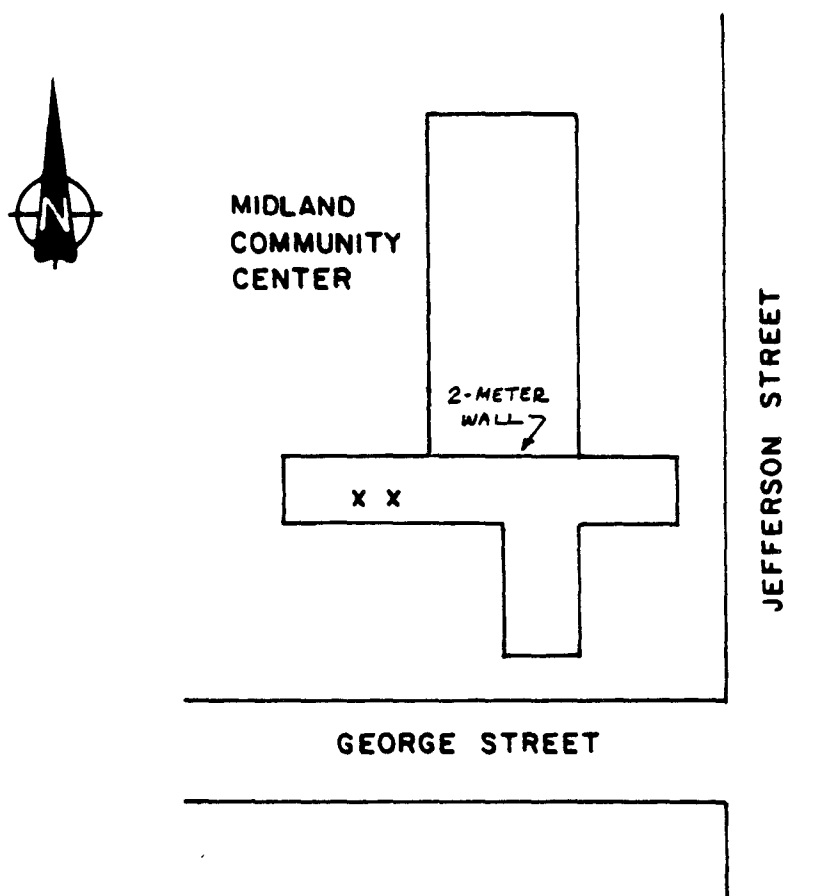 N
MIDLAND
COMMUNITY
CENTER
2-METER
WALL
X X
JEFFERSON STREET
GEORGE STREET